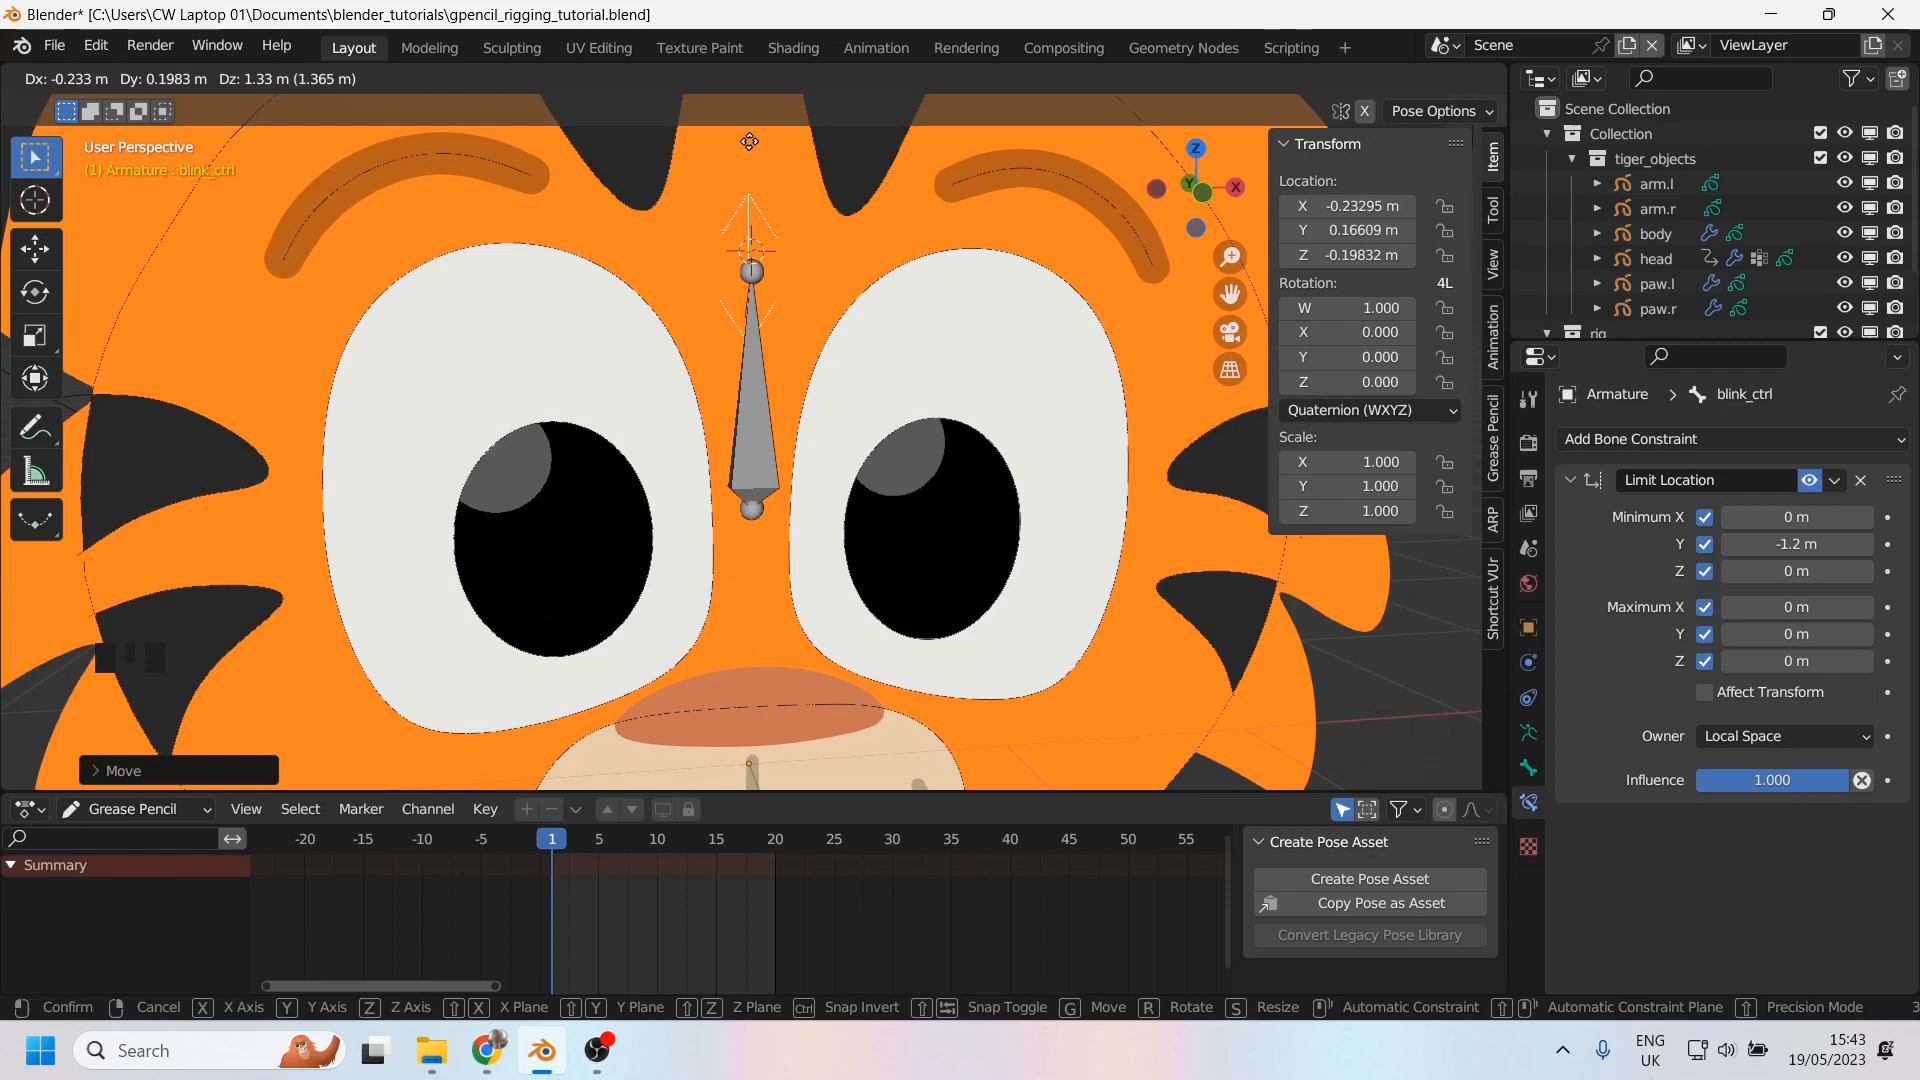 Blender* [C:\Users\CW Laptop 01\Documents\blender_tutorials\gpencil_rigging_tutorial.blend]
File Edit Render Window Help Layout Modeling Sculpting UV Editing Texture Paint Shading Animation Rendering Compositing Geometry Nodes Scripting + Scene ViewLayer
Dx: -0.233 m Dy: 0.1983 m Dz: 1.33 m (1.365 m)
X Pose Options
User Perspective
(1) Armature : blink_ctrl
Z
Y
X
Transform
Location:
X -0.23295 m
Y 0.16609 m
Z -0.19832 m
Rotation: 4L
W 1.000
X 0.000
Y 0.000
Z 0.000
Quaternion (WXYZ)
Scale:
X 1.000
Y 1.000
Z 1.000
Item
Tool
View
Animation
Grease Pencil
ARP
Shortcut VUr
> Move
Scene Collection
Collection
tiger_objects
arm.l
arm.r
body
head
paw.l
paw.r
rig
Armature > blink_ctrl
Add Bone Constraint
Limit Location
Minimum X 0 m
Y -1.2 m
Z 0 m
Maximum X 0 m
Y 0 m
Z 0 m
Affect Transform
Owner Local Space
Influence 1.000
Grease Pencil View Select Marker Channel Key
-20 -15 -10 -5 1 5 10 15 20 25 30 35 40 45 50 55
Summary
Create Pose Asset
Create Pose Asset
Copy Pose as Asset
Convert Legacy Pose Library
Confirm Cancel X X Axis Y Y Axis Z Z Axis X X Plane Y Y Plane Z Z Plane Ctrl Snap Invert Snap Toggle G Move R Rotate S Resize Automatic Constraint Automatic Constraint Plane Precision Mode 3
Search
ENG
UK
15:43
19/05/2023